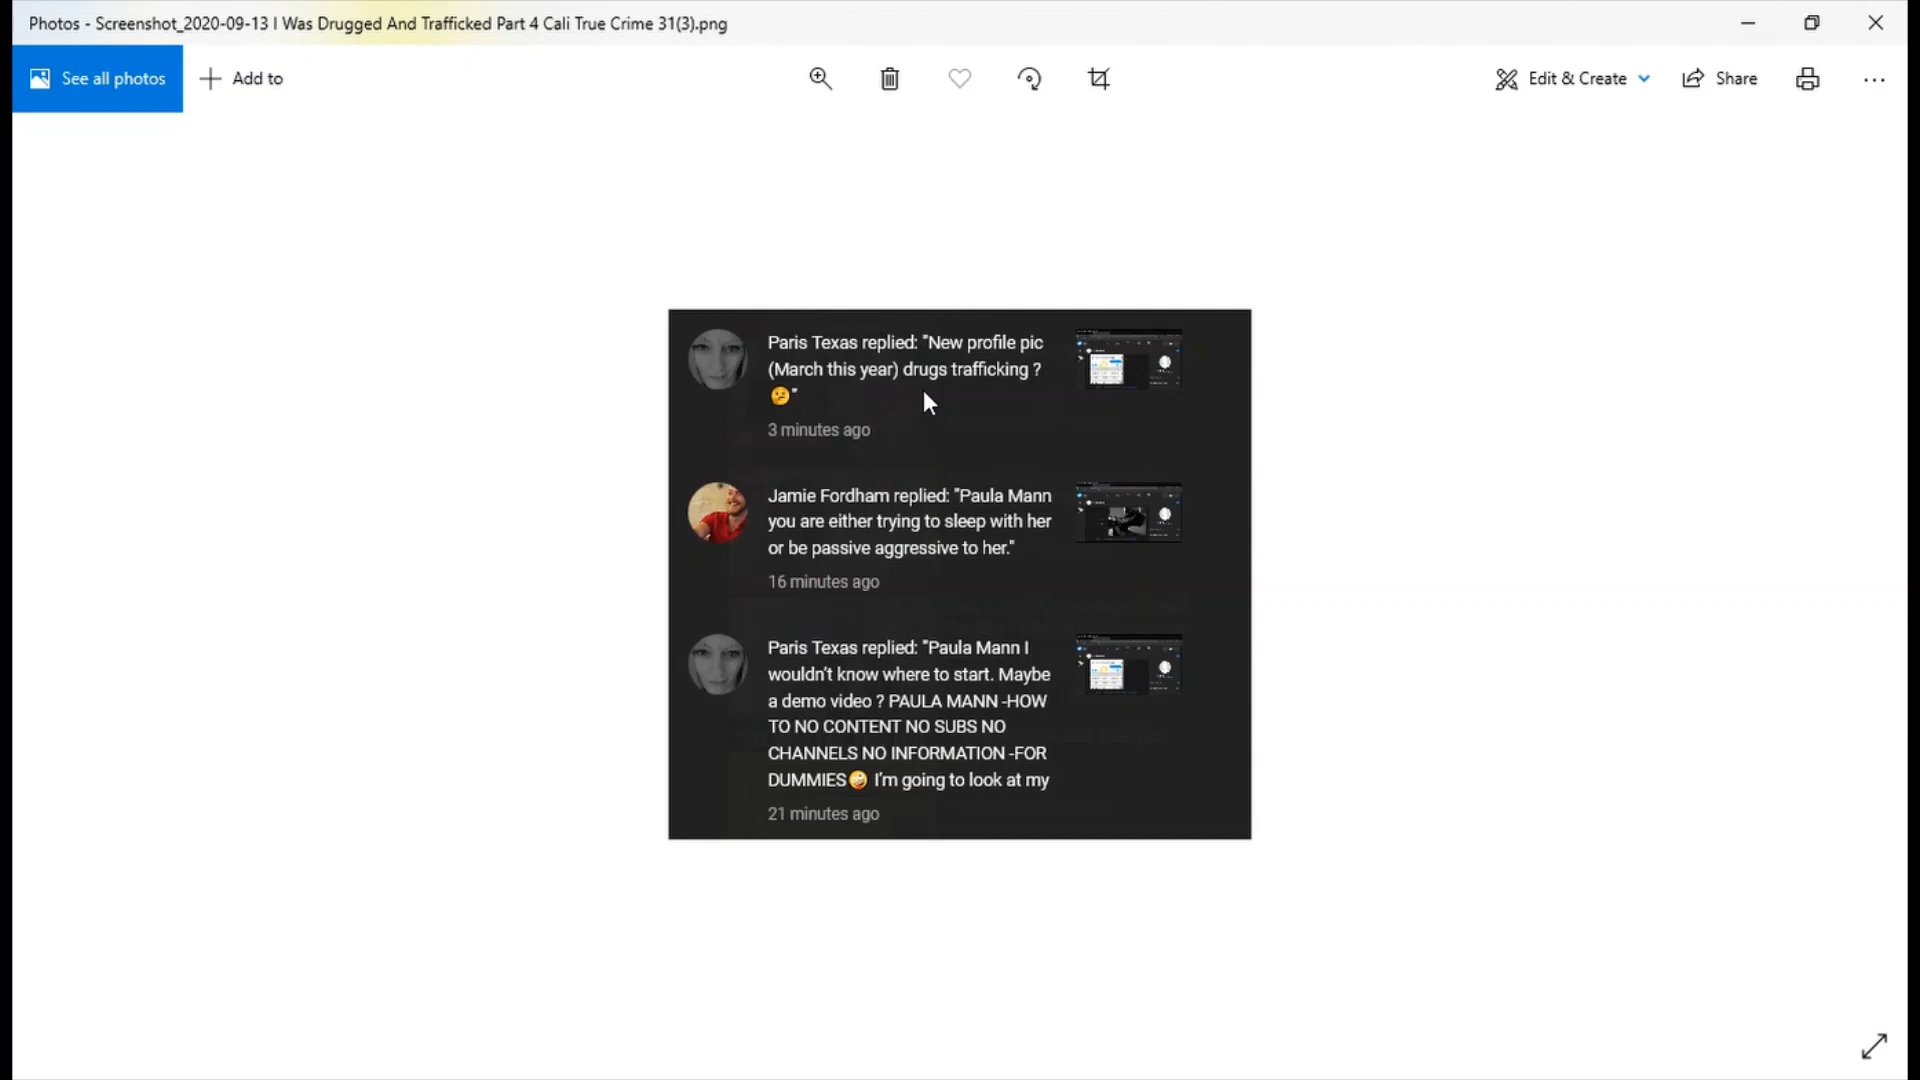 Photos - Screenshot_2020-09-13 I Was Drugged And Trafficked Part 4 Cali True Crime 31(3).png
See all photos
Add to
Edit & Create
Share
Paris Texas replied: "New profile pic
(March this year) drugs trafficking ?
🤔"
3 minutes ago
Jamie Fordham replied: "Paula Mann
you are either trying to sleep with her
or be passive aggressive to her."
16 minutes ago
Paris Texas replied: "Paula Mann I
wouldn't know where to start. Maybe
a demo video ? PAULA MANN -HOW
TO NO CONTENT NO SUBS NO
CHANNELS NO INFORMATION -FOR
DUMMIES🤪 I'm going to look at my
21 minutes ago